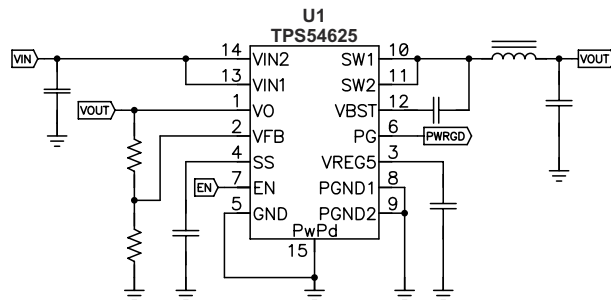 U1
TPS54625
VIN
14 VIN2 SW1 10
13 VIN1 SW2 11
VOUT
1 VO VBST 12
VOUT
2 VFB PG 6 PWRGD
4 SS VREG5 3
EN
7 EN PGND1 8
5 GND PGND2 9
PwPd
15